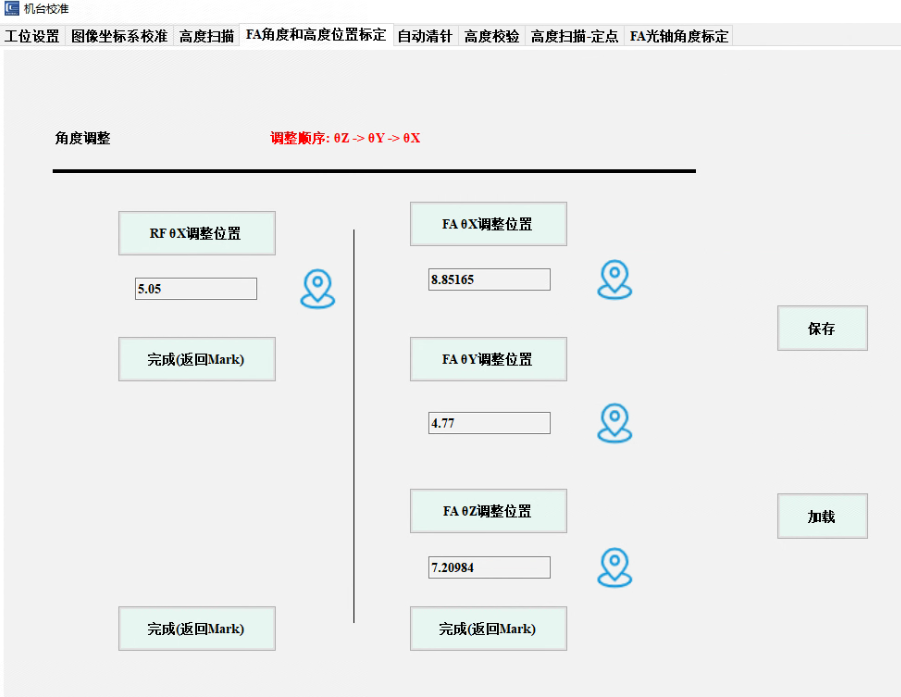 机台校准
工位设置 图像坐标系校准 高度扫描 FA角度和高度位置标定 自动清针 高度校验 高度扫描-定点 FA光轴角度标定
角度调整 调整顺序: θZ -> θY -> θX
RF θX调整位置
5.05
完成(返回Mark)
完成(返回Mark)
FA θX调整位置
8.85165
FA θY调整位置
4.77
FA θZ调整位置
7.20984
完成(返回Mark)
保存
加载